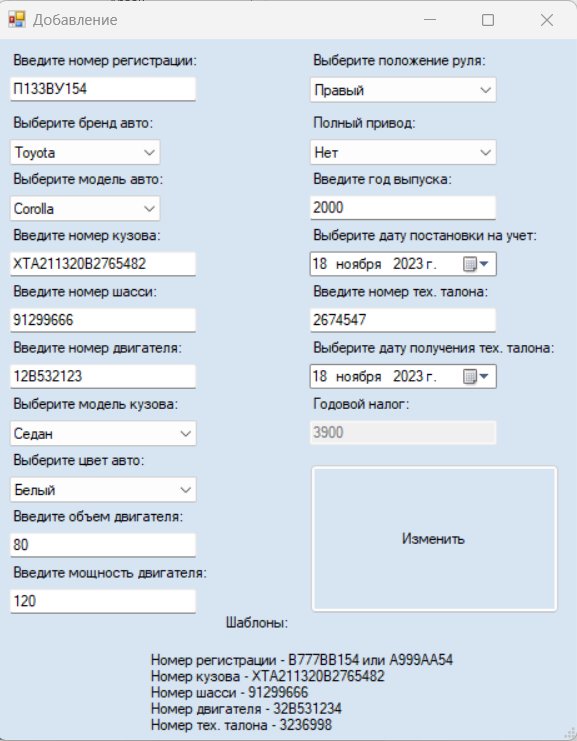 Добавление
Введите номер регистрации:
П133ВУ154
Выберите бренд авто:
Toyota
Выберите модель авто:
Corolla
Введите номер кузова:
XTA211320B2765482
Введите номер шасси:
91299666
Введите номер двигателя:
12В532123
Выберите модель кузова:
Седан
Выберите цвет авто:
Белый
Введите объем двигателя:
80
Введите мощность двигателя:
120
Выберите положение руля:
Правый
Полный привод:
Нет
Введите год выпуска:
2000
Выберите дату постановки на учет:
18 ноября 2023 г.
Введите номер тех. талона:
2674547
Выберите дату получения тех. талона:
18 ноября 2023 г.
Годовой налог:
3900
Изменить
Шаблоны:
Номер регистрации - В777ВВ154 или А999АА54
Номер кузова - XTA211320B2765482
Номер шасси - 91299666
Номер двигателя - 32В531234
Номер тех. талона - 3236998